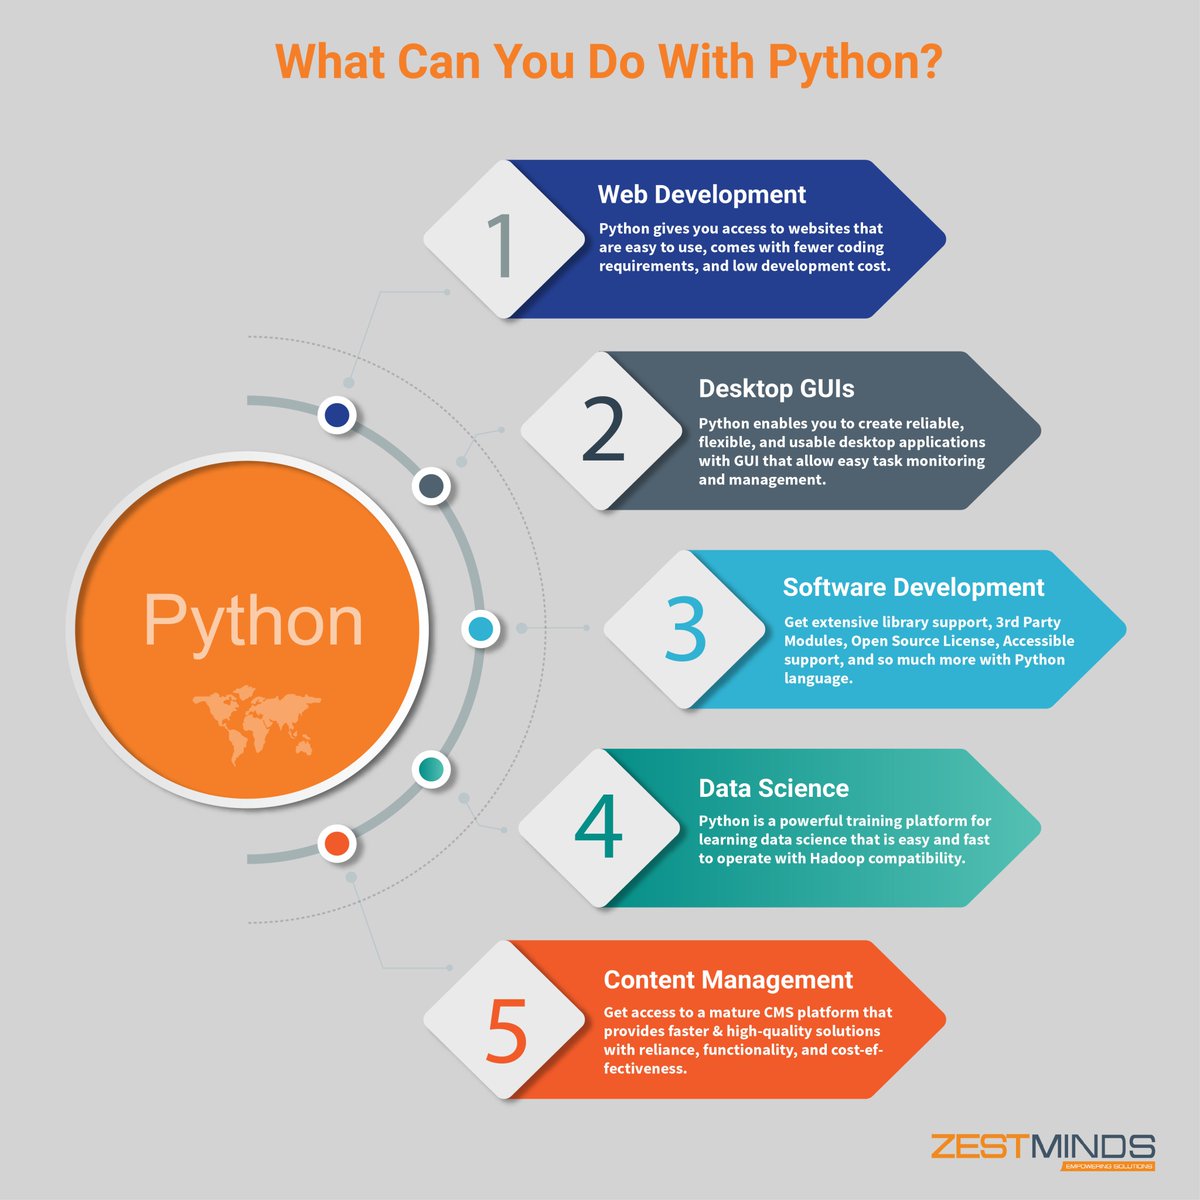 What Can You Do With Python?
1
Web Development
Python gives you access to websites that
are easy to use, comes with fewer coding
requirements, and low development cost.
2
Desktop GUIs
Python enables you to create reliable,
flexible, and usable desktop applications
with GUI that allow easy task monitoring
and management.
Python
3
Software Development
Get extensive library support, 3rd Party
Modules, Open Source License, Accessible
support, and so much more with Python
language.
4
Data Science
Python is a powerful training platform for
learning data science that is easy and fast
to operate with Hadoop compatibility.
5
Content Management
Get access to a mature CMS platform that
provides faster & high-quality solutions
with reliance, functionality, and cost-ef-
fectiveness.
ZESTMINDS
EMPOWERING SOLUTIONS